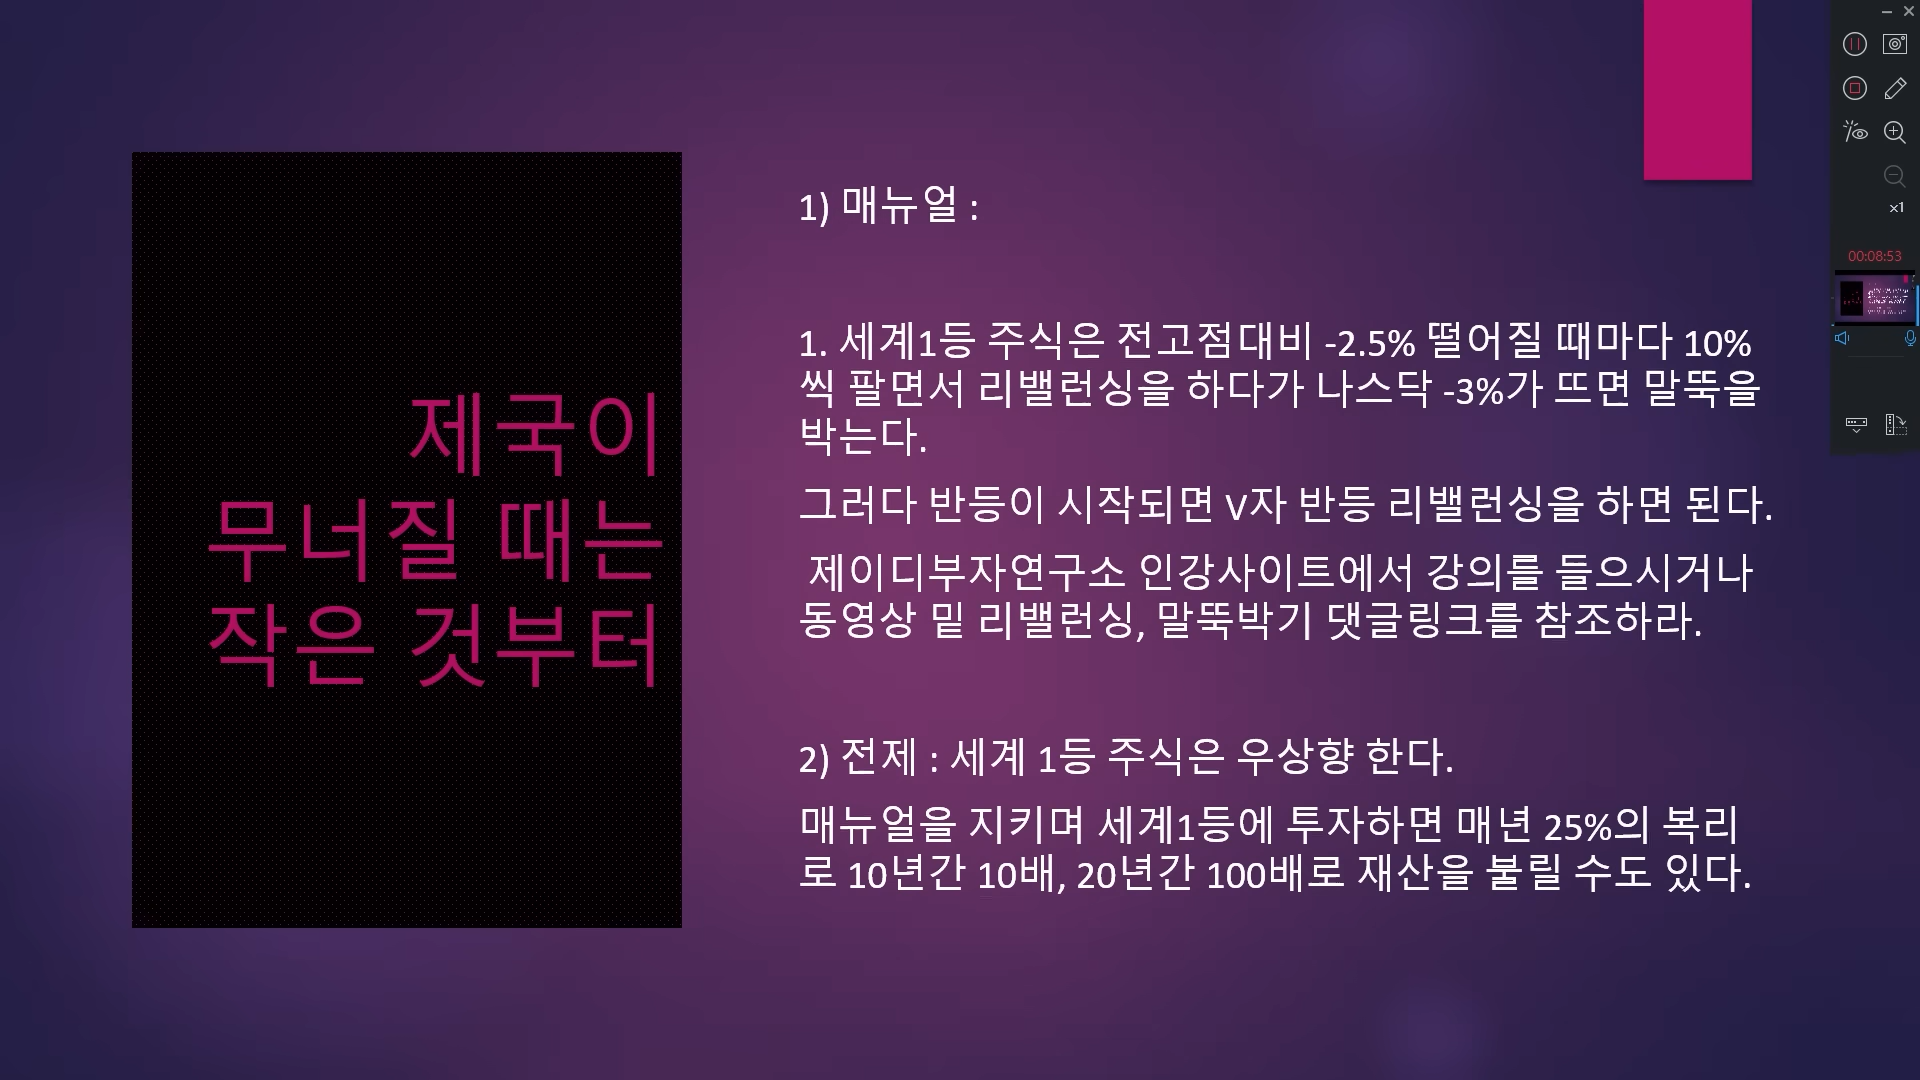 제국이
무너질 때는
작은 것부터
1) 매뉴얼 :
1. 세계1등 주식은 전고점대비 -2.5% 떨어질 때마다 10%
씩 팔면서 리밸런싱을 하다가 나스닥 -3%가 뜨면 말뚝을
박는다.
그러다 반등이 시작되면 V자 반등 리밸런싱을 하면 된다.
제이디부자연구소 인강사이트에서 강의를 들으시거나
동영상 밑 리밸런싱, 말뚝박기 댓글링크를 참조하라.
2) 전제 : 세계 1등 주식은 우상향 한다.
매뉴얼을 지키며 세계1등에 투자하면 매년 25%의 복리
로 10년간 10배, 20년간 100배로 재산을 불릴 수도 있다.
x1
00:08:53